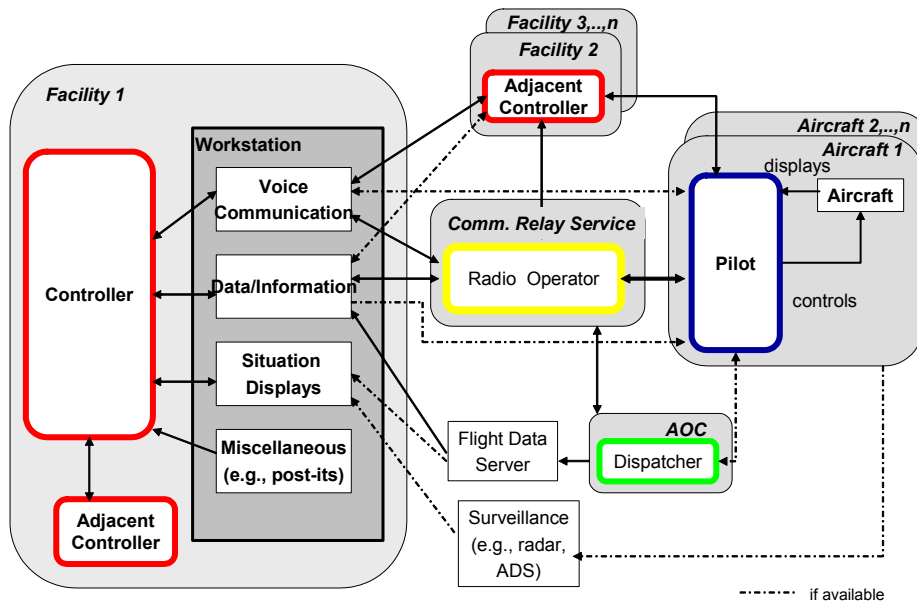 Facility 3,..,n
Facility 2
Adjacent
Controller
Facility 1
Workstation
Voice
Communication
Data/Information
Situation
Displays
Miscellaneous
(e.g., post-its)
Controller
Adjacent
Controller
Comm. Relay Service
Radio Operator
Aircraft 2,..,n
Aircraft 1
displays
Aircraft
Pilot
controls
AOC
Dispatcher
Flight Data
Server
Surveillance
(e.g., radar,
ADS)
if available